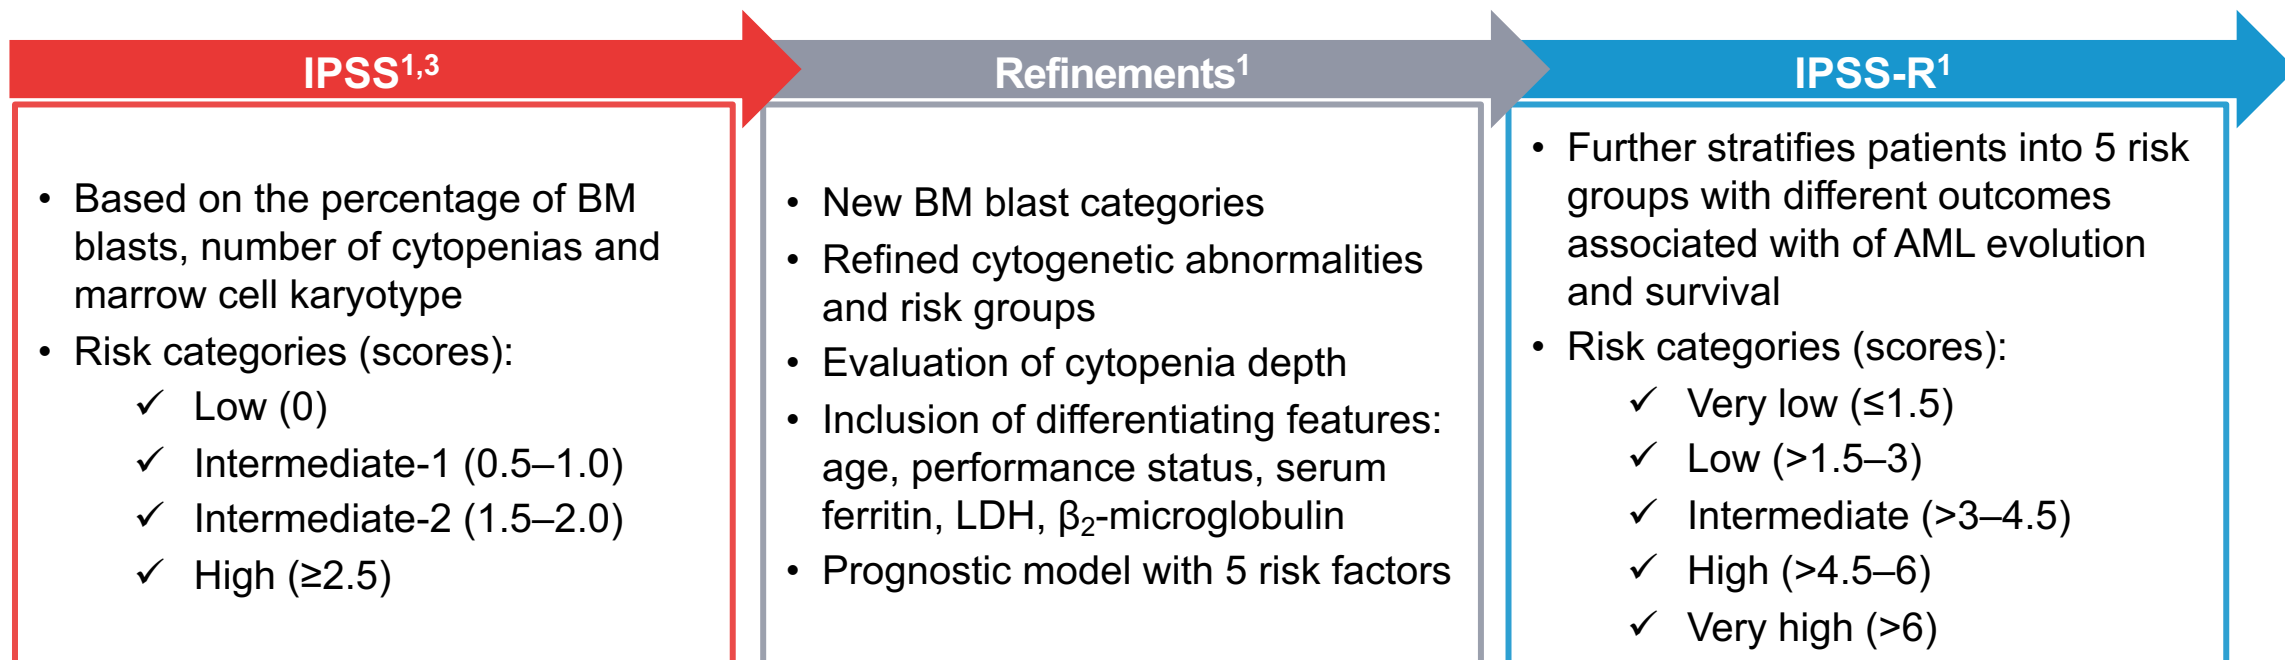 IPSS1,3
• Based on the percentage of BM
blasts, number of cytopenias and
marrow cell karyotype
• Risk categories (scores):
✓ Low (0)
✓ Intermediate-1 (0.5–1.0)
✓ Intermediate-2 (1.5–2.0)
✓ High (≥2.5)
Refinements1
• New BM blast categories
• Refined cytogenetic abnormalities
and risk groups
• Evaluation of cytopenia depth
• Inclusion of differentiating features:
age, performance status, serum
ferritin, LDH, β2-microglobulin
• Prognostic model with 5 risk factors
IPSS-R1
• Further stratifies patients into 5 risk
groups with different outcomes
associated with of AML evolution
and survival
• Risk categories (scores):
✓ Very low (≤1.5)
✓ Low (>1.5–3)
✓ Intermediate (>3–4.5)
✓ High (>4.5–6)
✓ Very high (>6)